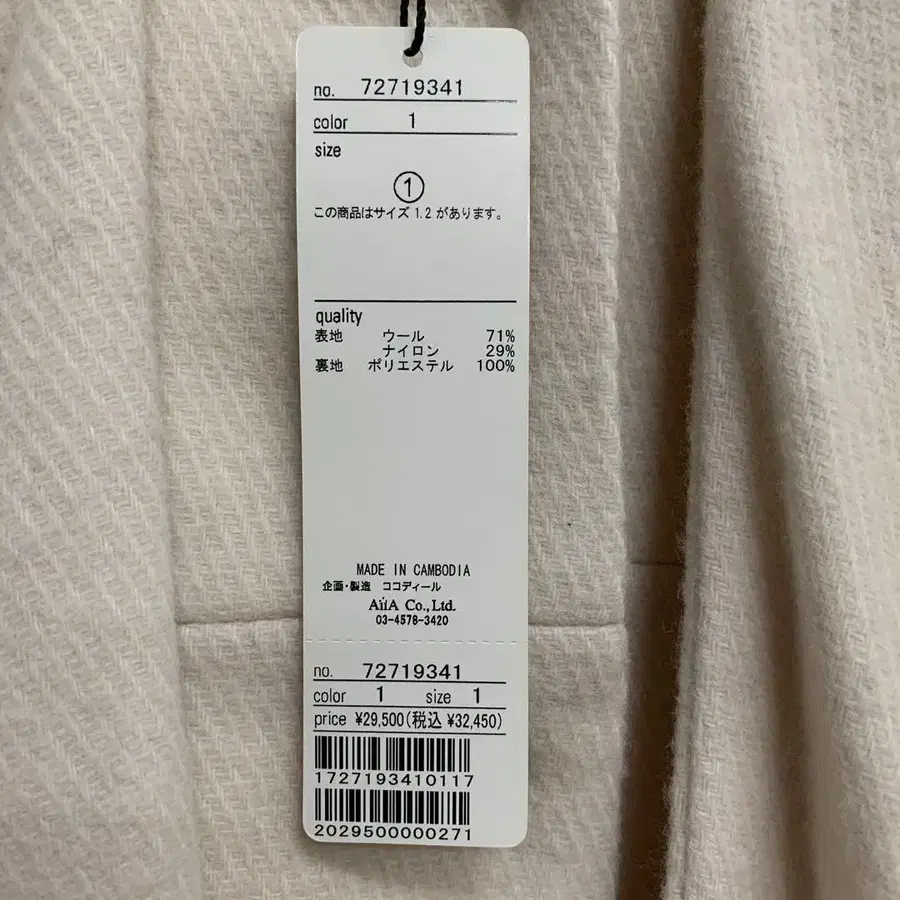 no. 72719341
color 1
size
①
この商品はサイズ 1.2 があります。
quality
表地 ウール 71%
ナイロン 29%
裏地 ポリエステル 100%
MADE IN CAMBODIA
企画・製造 ココディール
AiiA Co.,Ltd.
03-4578-3420
no. 72719341
color 1 size 1
price ¥29,500(税込 ¥32,450)
1727193410117
2029500000271